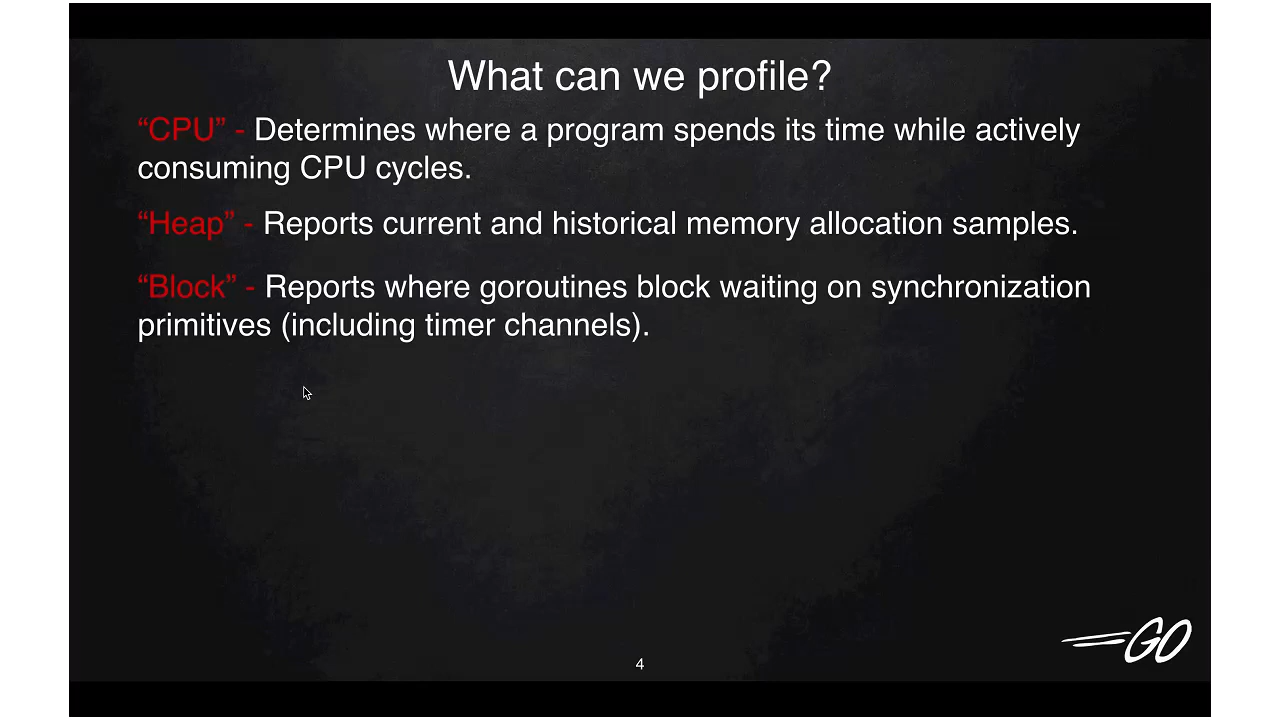 What can we profile?
“CPU” - Determines where a program spends its time while actively
consuming CPU cycles.
“Heap” - Reports current and historical memory allocation samples.
“Block” - Reports where goroutines block waiting on synchronization
primitives (including timer channels).
GO
4